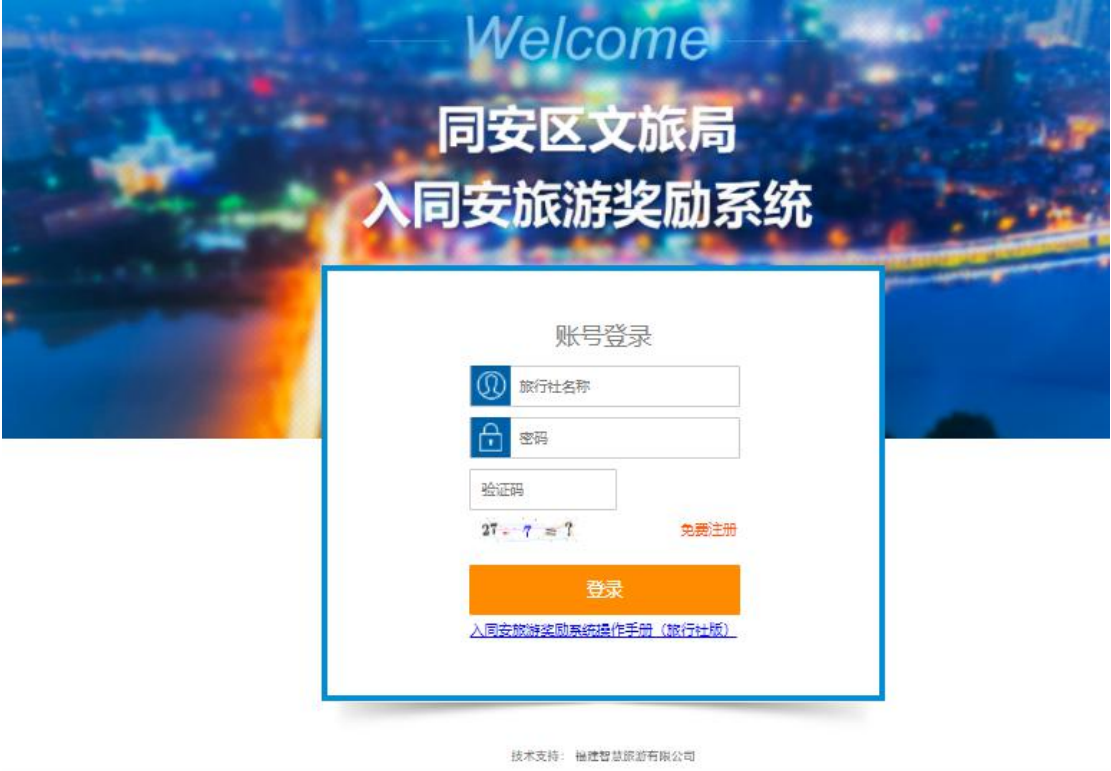 Welcome
同安区文旅局
入同安旅游奖励系统
账号登录
旅行社名称
密码
验证码
27 - 7 = ?
免费注册
登录
入同安旅游奖励系统操作手册（旅行社版）
技术支持： 福建智慧旅游有限公司